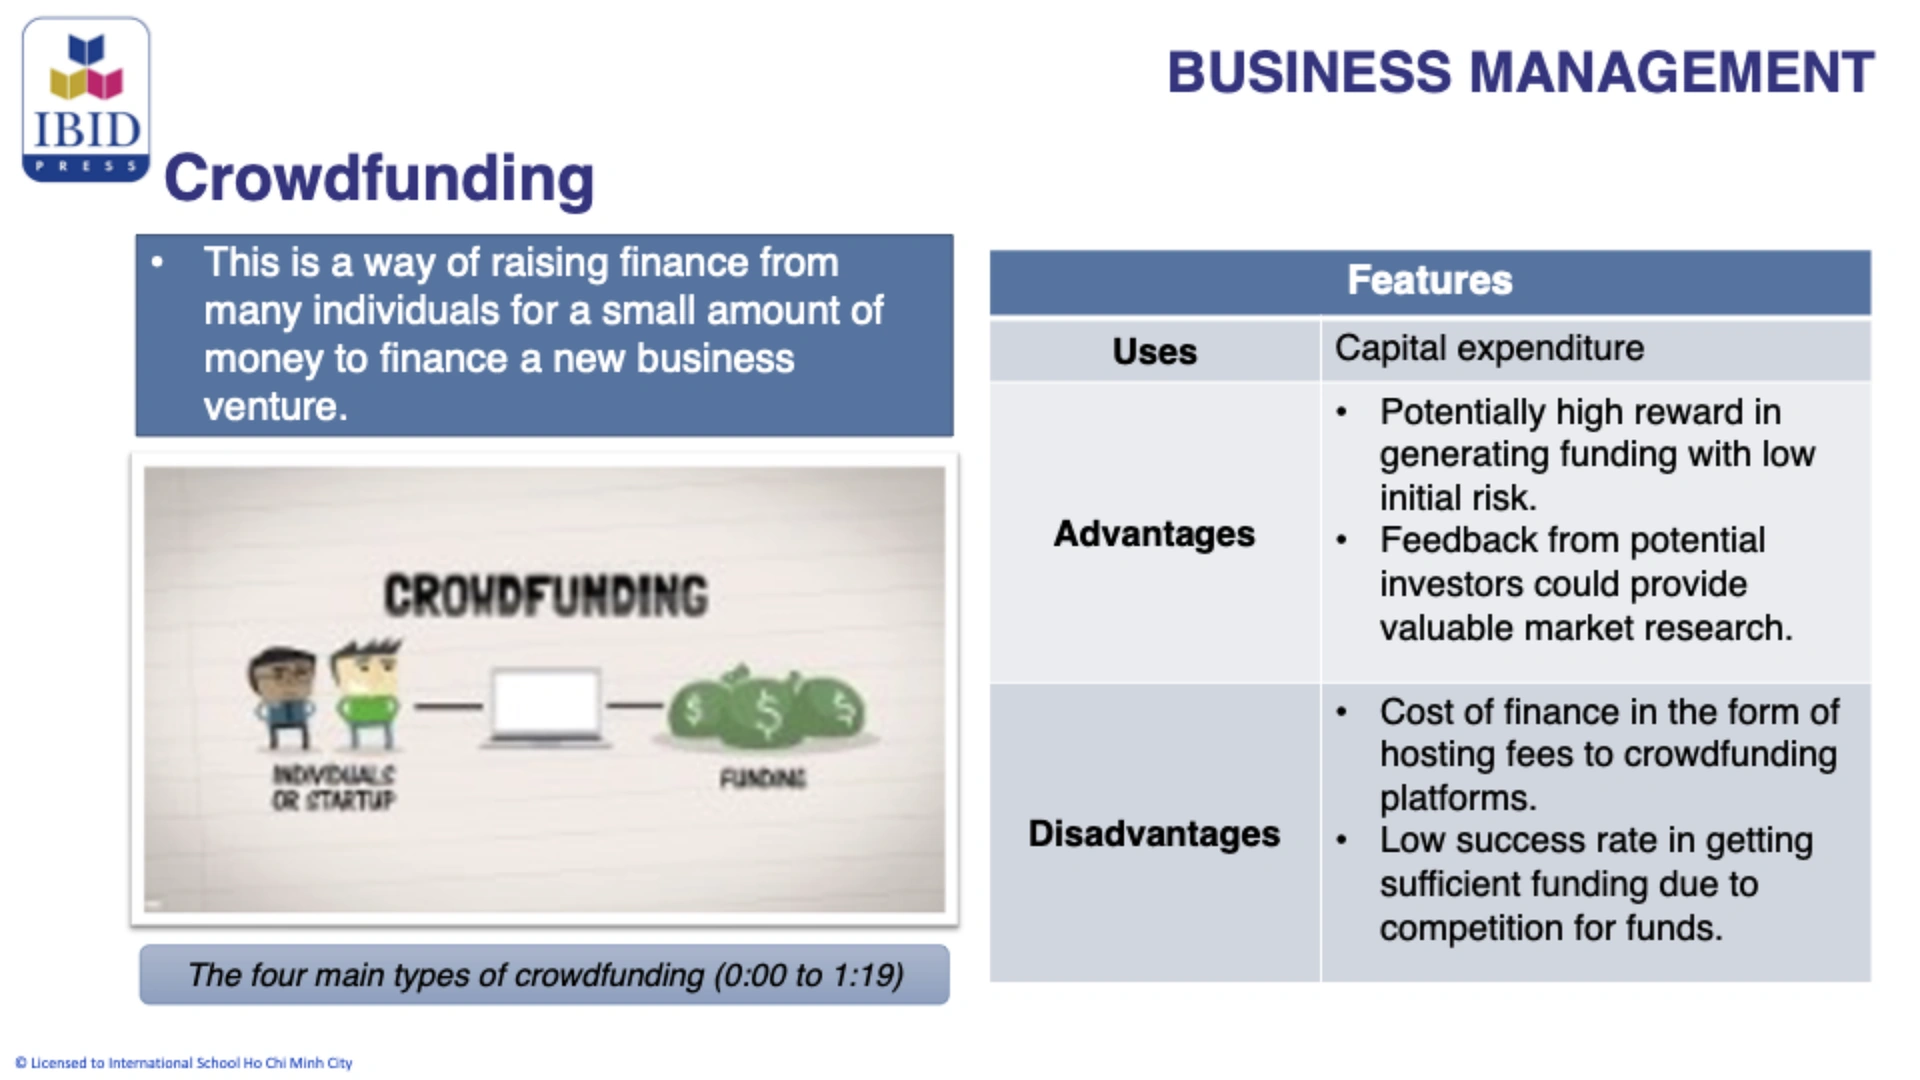 IBID
PRESS
BUSINESS MANAGEMENT
Crowdfunding
• This is a way of raising finance from
many individuals for a small amount of
money to finance a new business
venture.
CROWDFUNDING
INDIVIDUALS
OR STARTUP
FUNDING
The four main types of crowdfunding (0:00 to 1:19)
Features
Uses
Capital expenditure
Advantages
• Potentially high reward in
generating funding with low
initial risk.
• Feedback from potential
investors could provide
valuable market research.
Disadvantages
• Cost of finance in the form of
hosting fees to crowdfunding
platforms.
• Low success rate in getting
sufficient funding due to
competition for funds.
© Licensed to International School Ho Chi Minh City